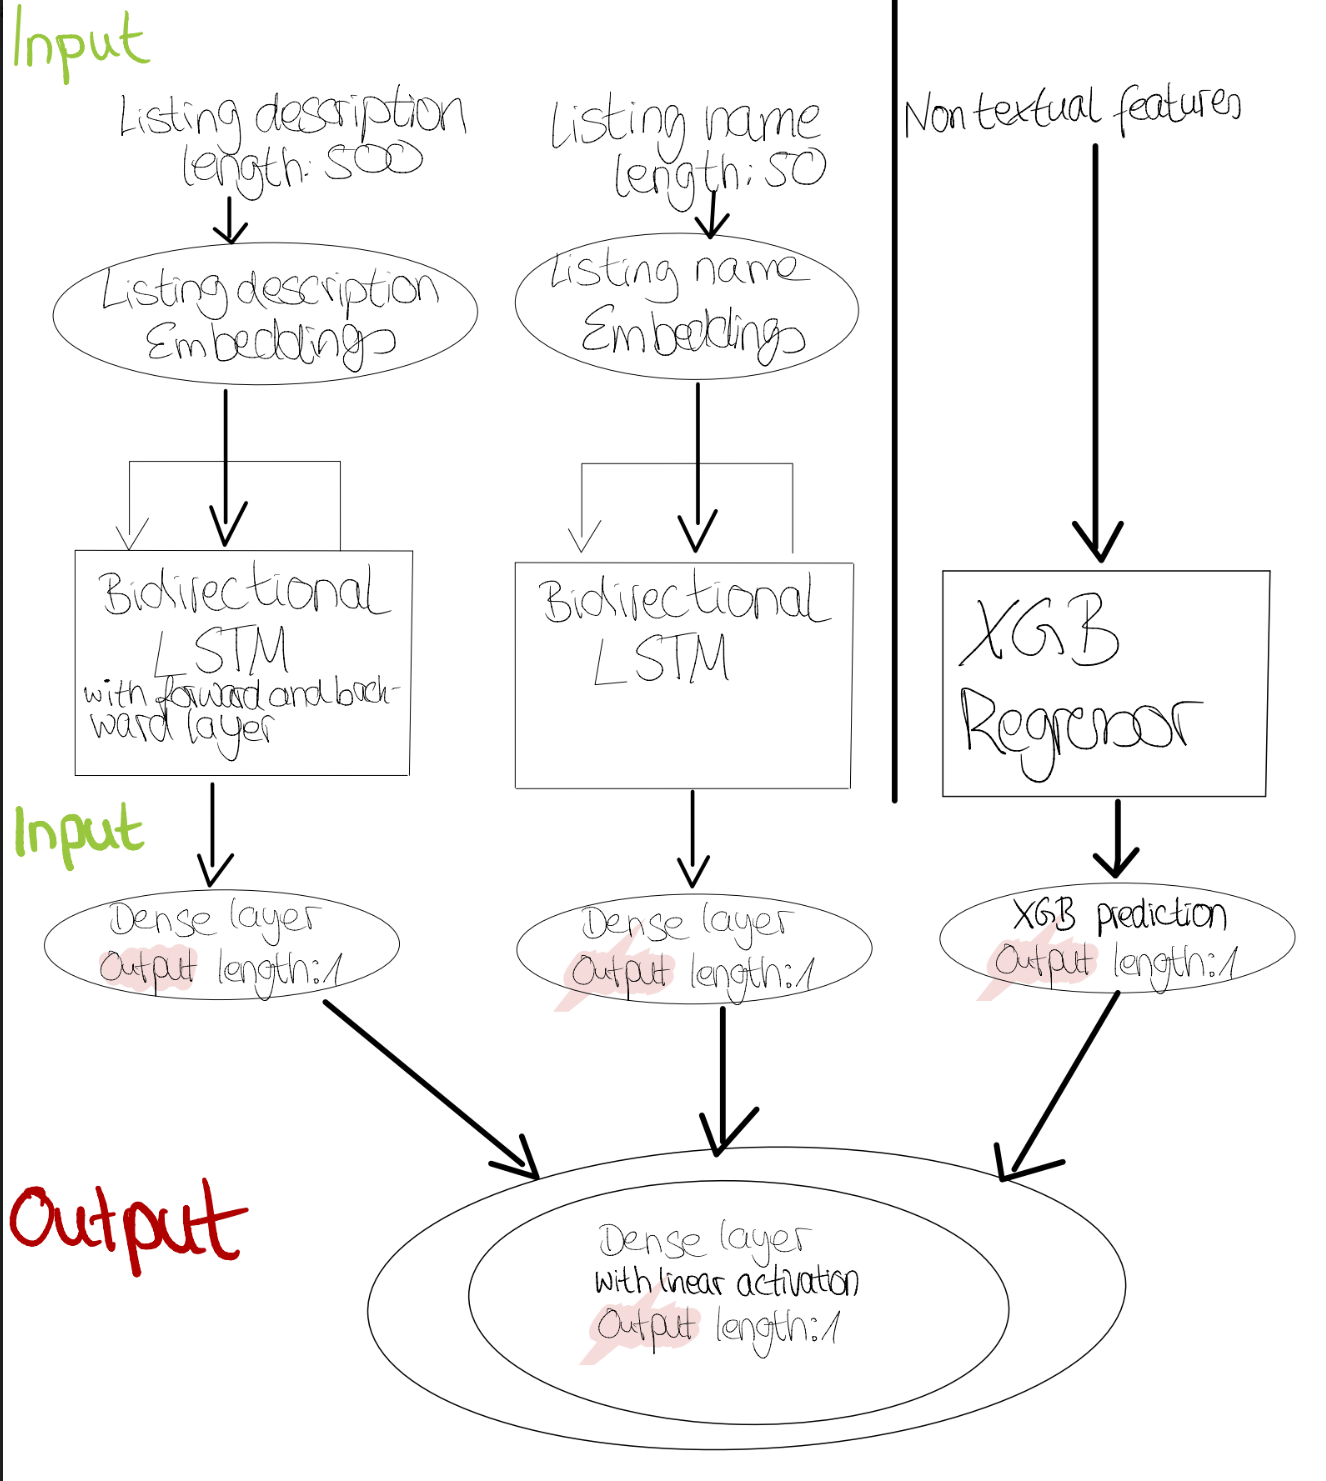 Input
Listing description
length: 500
Listing name
length: 50
Non textual features
Listing description
Embeddings
Listing name
Embeddings
Bidirectional
LSTM
with forward and back-
ward layer
Bidirectional
LSTM
XGB
Regressor
Input
Dense layer
Output length: 1
Dense layer
Output length: 1
XGB prediction
Output length: 1
Output
Dense layer
with linear activation
Output length: 1